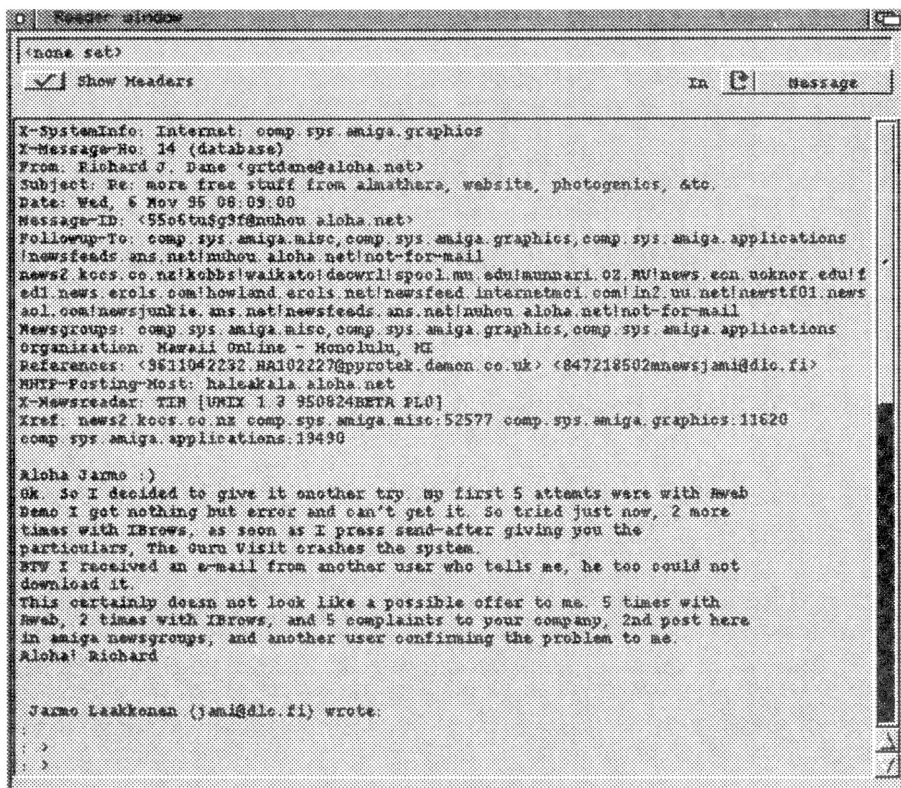 Reader window
<none set>
Show Headers
In
Message
X-SystemInfo: Internet: comp.sys.amiga.graphics
X-Message-No: 14 (database)
From: Richard J. Dane <grtdane@aloha.net>
Subject: Re: more free stuff from almathera, website, photogenics, &tc.
Date: Wed, 6 Nov 96 08:09:00
Message-ID: <55o6tu$g9f@nuhou.aloha.net>
Followup-To: comp.sys.amiga.misc,comp.sys.amiga.graphics,comp.sys.amiga.applications
!newsfeeds.ans.net!nuhou.aloha.net!not-for-mail
news2.kccs.co.nz!kcbbs!waikato!decwrl!spool.mu.edu!munnari.OZ.AU!news.ecn.uoknor.edu!f
ed1.news.erols.com!howland.erols.net!newsfeed.internetmci.com!in2.uu.net!newstf01.news
aol.com!newsjunkie.ans.net!newsfeeds.ans.net!nuhou.aloha.net!not-for-mail
Newsgroups: comp.sys.amiga.misc,comp.sys.amiga.graphics,comp.sys.amiga.applications
Organization: Hawaii OnLine - Honolulu, HI
References: <9611042232.AA102227@pyrotek.demon.co.uk> <847218502mnewsjami@dlc.fi>
NNTP-Posting-Host: haleakala.aloha.net
X-Newsreader: TIN [UNIX 1.3 950824BETA PL0]
Xref: news2.kccs.co.nz comp.sys.amiga.misc:52577 comp.sys.amiga.graphics:11620
comp.sys.amiga.applications:19490
Aloha Jarmo :)
Ok. So I decided to give it another try. my first 5 attemts were with Aweb
Demo I got nothing but error and can't get it. So tried just now, 2 more
times with IBrows, as soon as I press send-after giving you the
particulars, The Guru Visit crashes the system.
BTW I received an e-mail from another user who tells me, he too could not
download it.
This certainly doesn not look like a possible offer to me. 5 times with
Aweb, 2 times with IBrows, and 5 complaints to your company, 2nd post here
in amiga newsgroups, and another user confirming the problem to me.
Aloha! Richard
Jarmo Laakkonen (jami@dlc.fi) wrote:
:
: >
: >